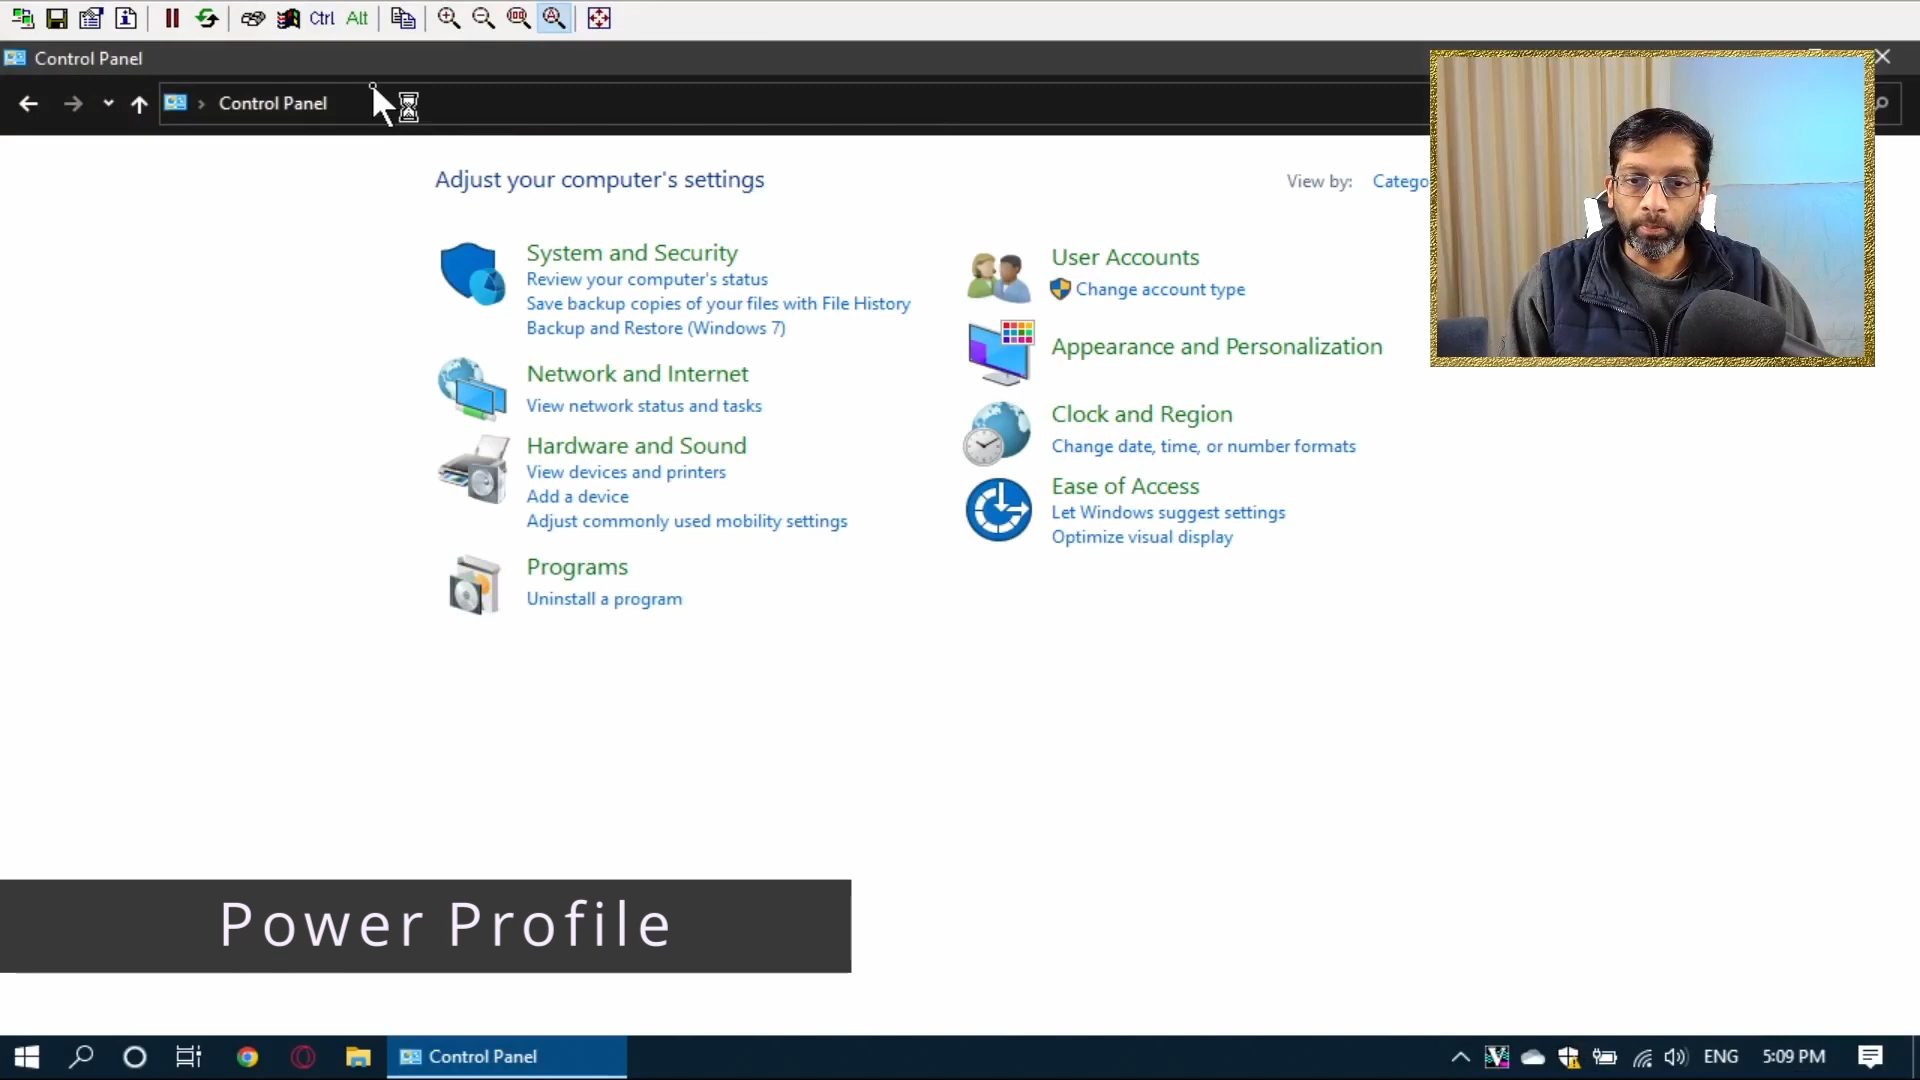 Ctrl Alt
Control Panel
Control Panel
Adjust your computer's settings
View by: Catego
System and Security
Review your computer's status
Save backup copies of your files with File History
Backup and Restore (Windows 7)
Network and Internet
View network status and tasks
Hardware and Sound
View devices and printers
Add a device
Adjust commonly used mobility settings
Programs
Uninstall a program
User Accounts
Change account type
Appearance and Personalization
Clock and Region
Change date, time, or number formats
Ease of Access
Let Windows suggest settings
Optimize visual display
Power Profile
Control Panel
ENG
5:09 PM